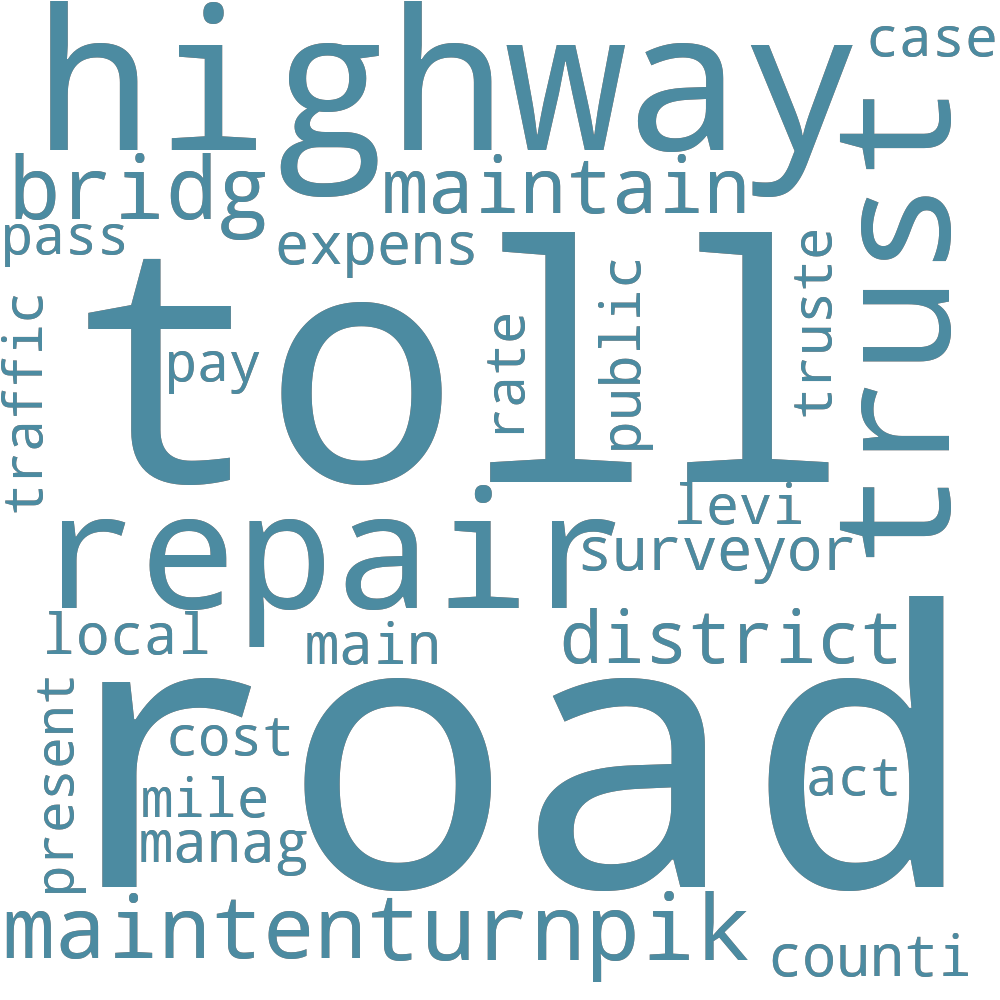 highway
case
bridg
maintain
trust
pass
expens
toll
traffic
pay
rate
public
truste
repair
levi
surveyor
local
main
district
road
present
cost
act
mile
manag
mainten
turnpik
counti